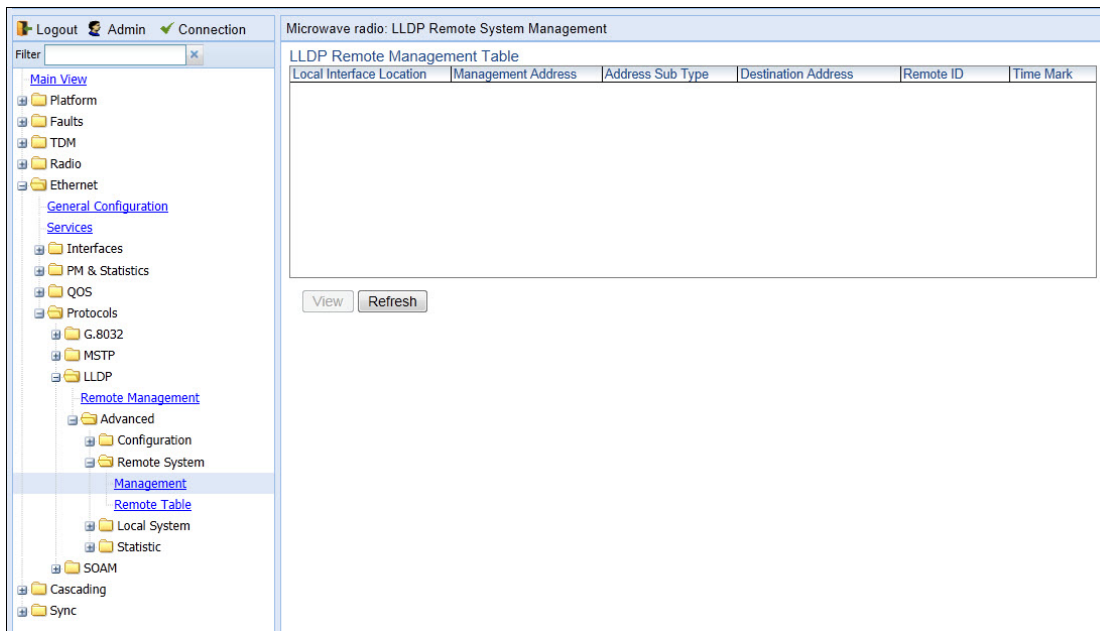 Logout Admin Connection
Filter
Main View
Platform
Faults
TDM
Radio
Ethernet
General Configuration
Services
Interfaces
PM & Statistics
QOS
Protocols
G.8032
MSTP
LLDP
Remote Management
Advanced
Configuration
Remote System
Management
Remote Table
Local System
Statistic
SOAM
Cascading
Sync
Microwave radio: LLDP Remote System Management
LLDP Remote Management Table
Local Interface Location Management Address Address Sub Type Destination Address Remote ID Time Mark
View Refresh